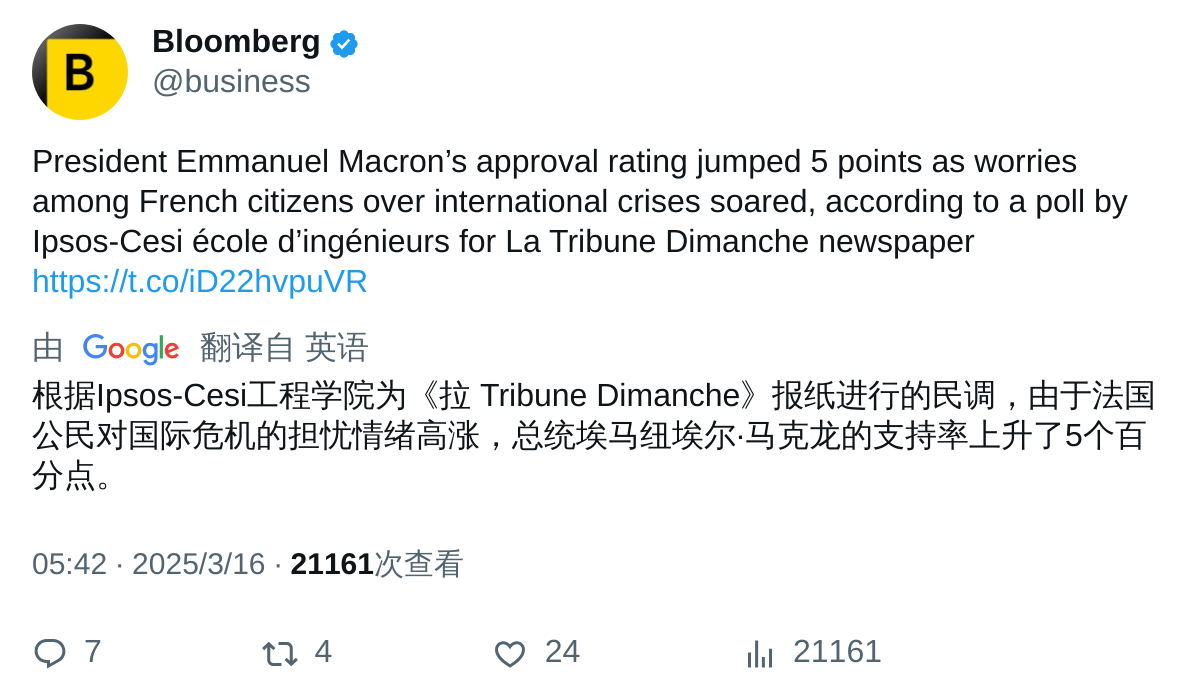 B
Bloomberg
@business
President Emmanuel Macron’s approval rating jumped 5 points as worries
among French citizens over international crises soared, according to a poll by
Ipsos-Cesi école d’ingénieurs for La Tribune Dimanche newspaper
https://t.co/iD22hvpuVR
由 Google 翻译自 英语
根据Ipsos-Cesi工程学院为《拉 Tribune Dimanche》报纸进行的民调，由于法国
公民对国际危机的担忧情绪高涨，总统埃马纽埃尔·马克龙的支持率上升了5个百
分点。
05:42 · 2025/3/16 · 21161次查看
7 4 24 21161